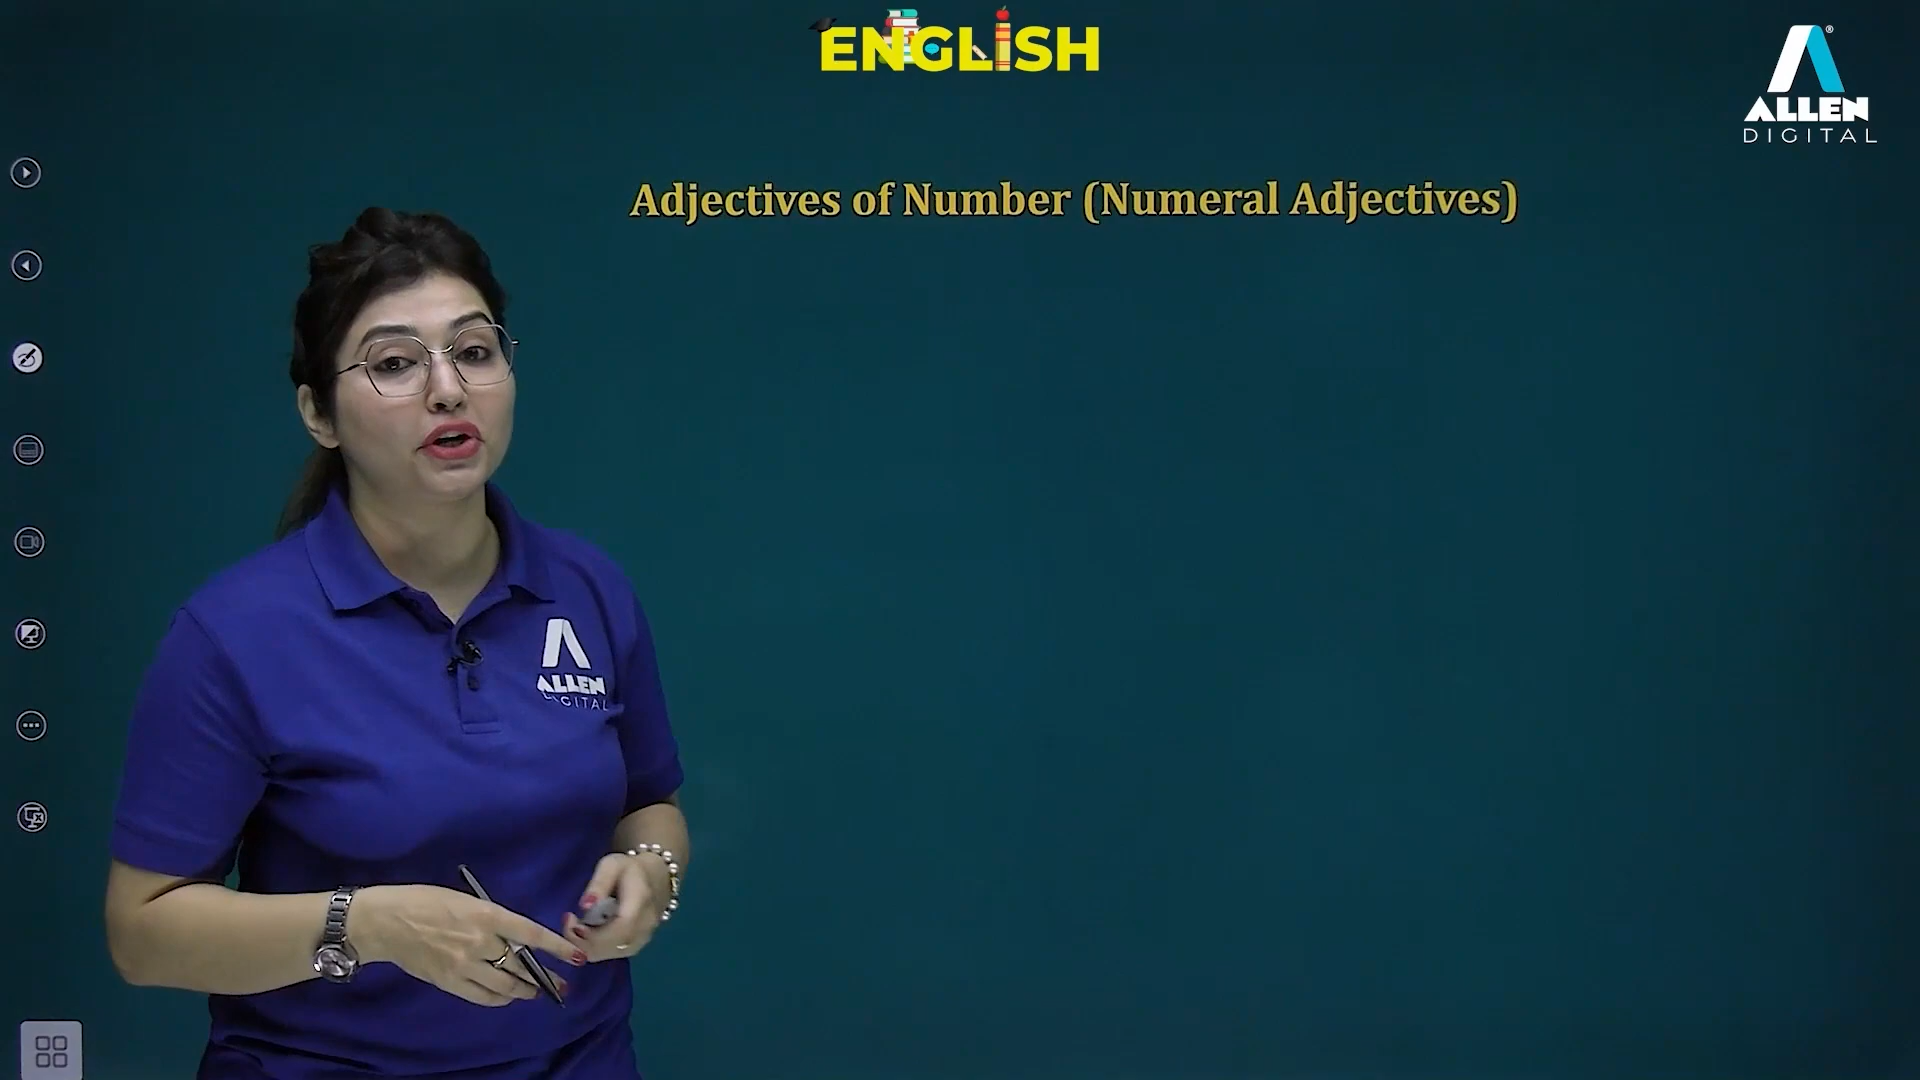 ENGLISH
ALLEN
DIGITAL
Adjectives of Number (Numeral Adjectives)
ALLEN
DIGITAL